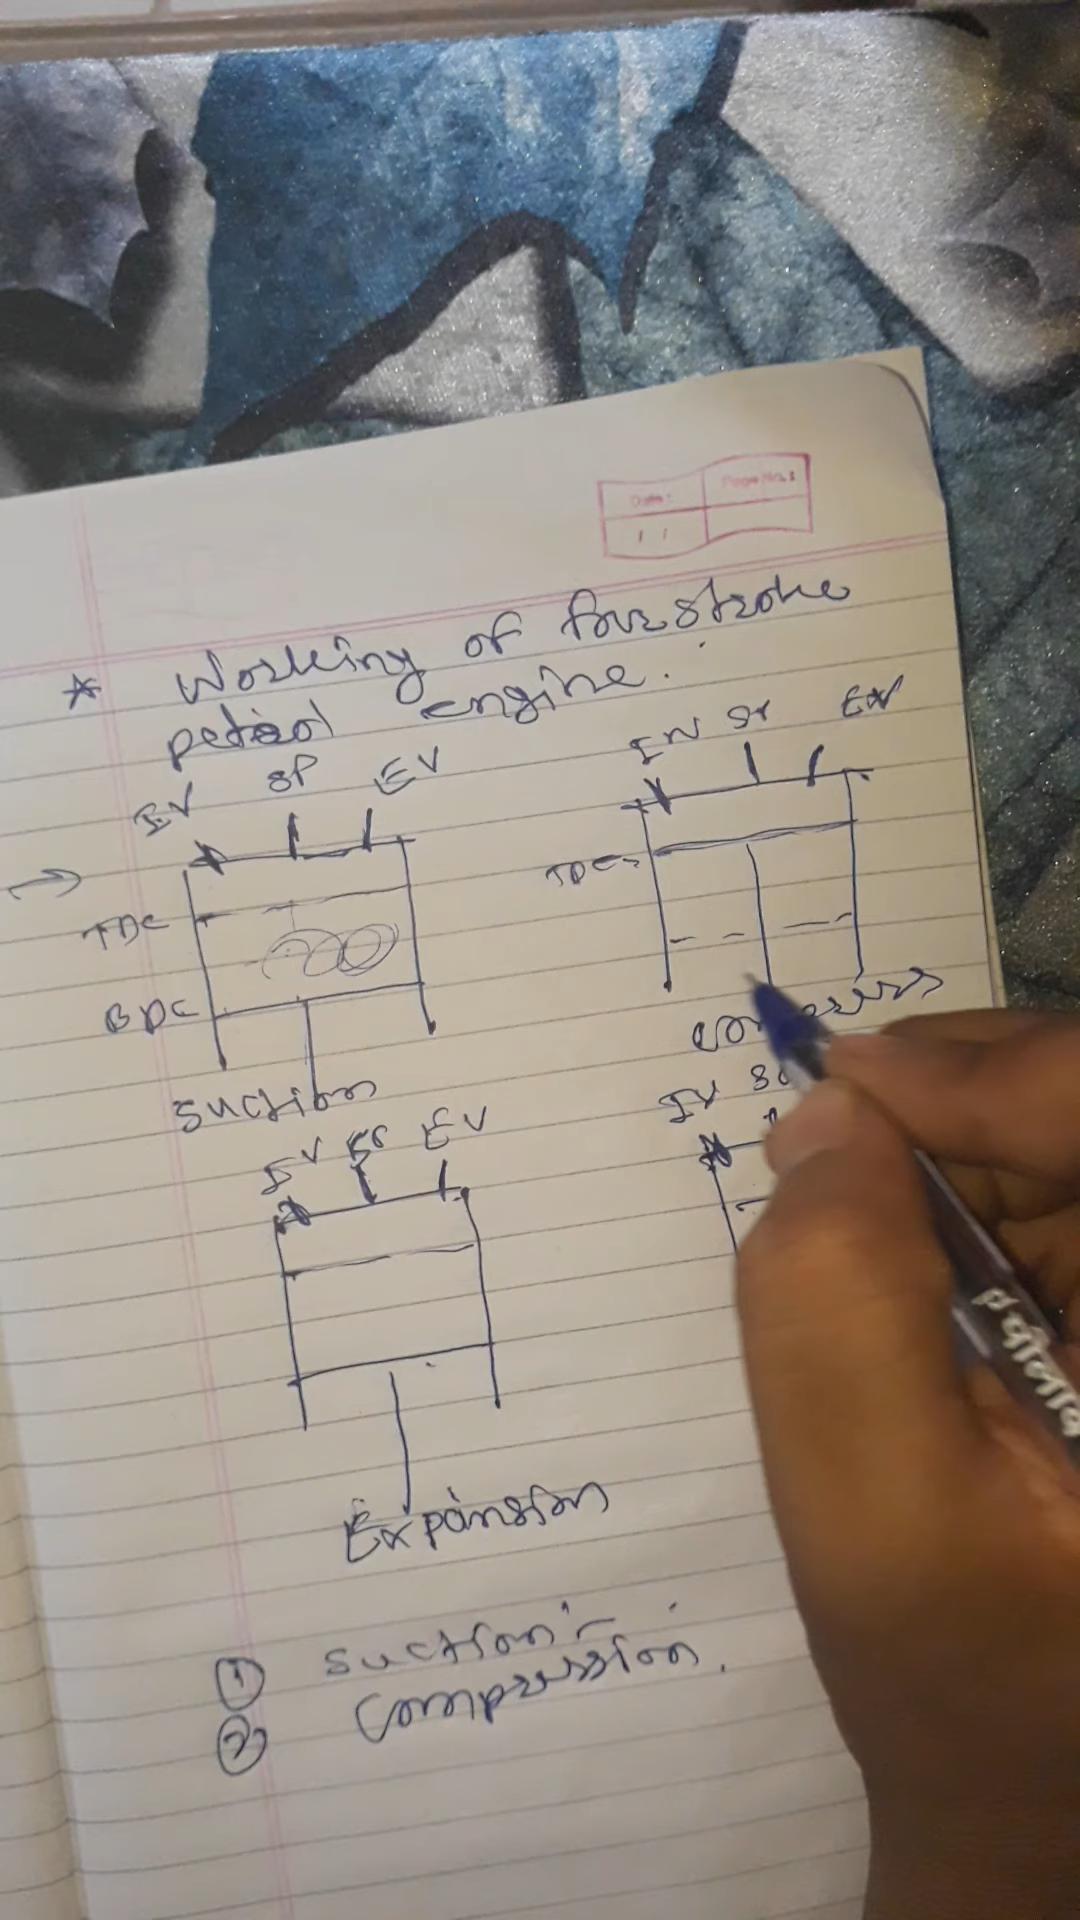 Date :
Page No. :
/ /
* Working of four stroke
petrol engine.
IV SP EV
IV SP EV
→
TDC
TDC
BDC
Suction
IV SP EV
IV
Expansion
① Suction
② Compression.